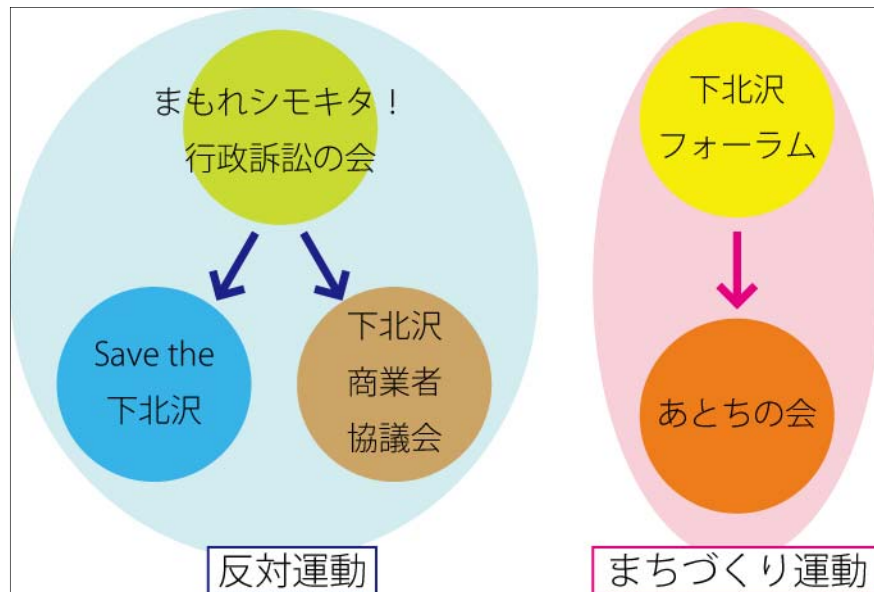 まもれシモキタ！
行政訴訟の会
Save the
下北沢
下北沢
商業者
協議会
反対運動
下北沢
フォーラム
あとちの会
まちづくり運動